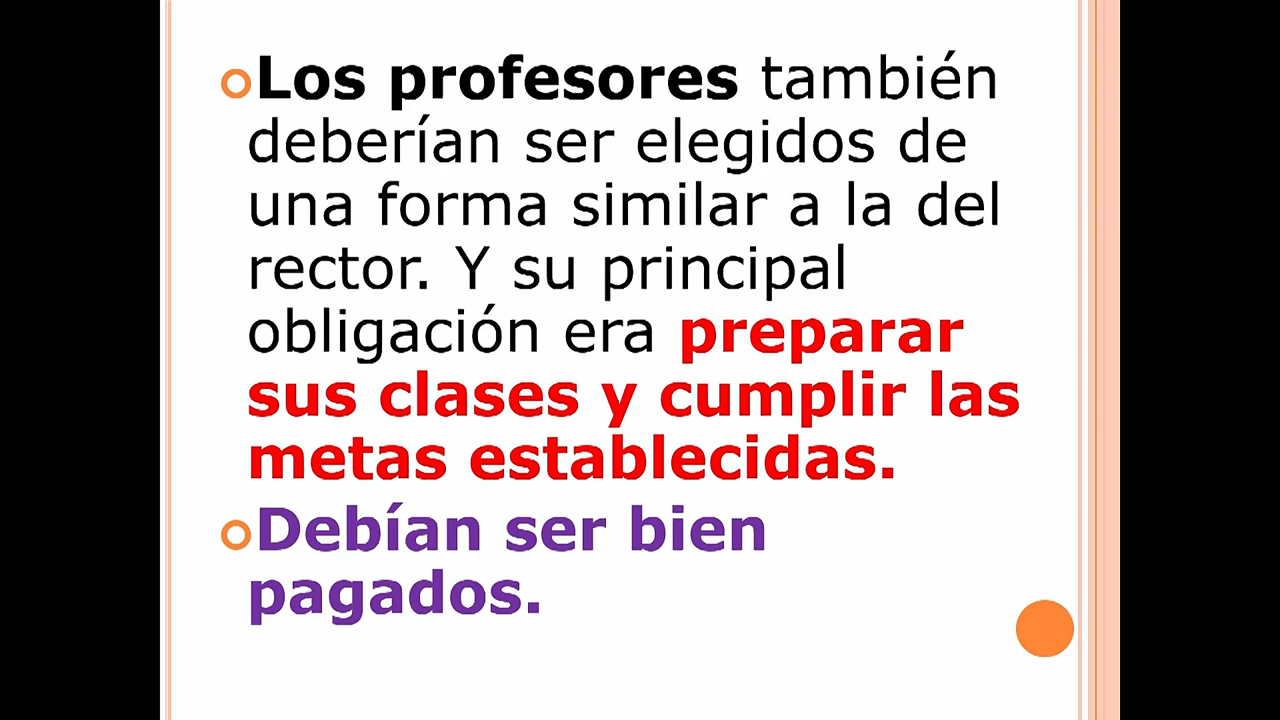 Los profesores también
deberían ser elegidos de
una forma similar a la del
rector. Y su principal
obligación era preparar
sus clases y cumplir las
metas establecidas.
Debían ser bien
pagados.